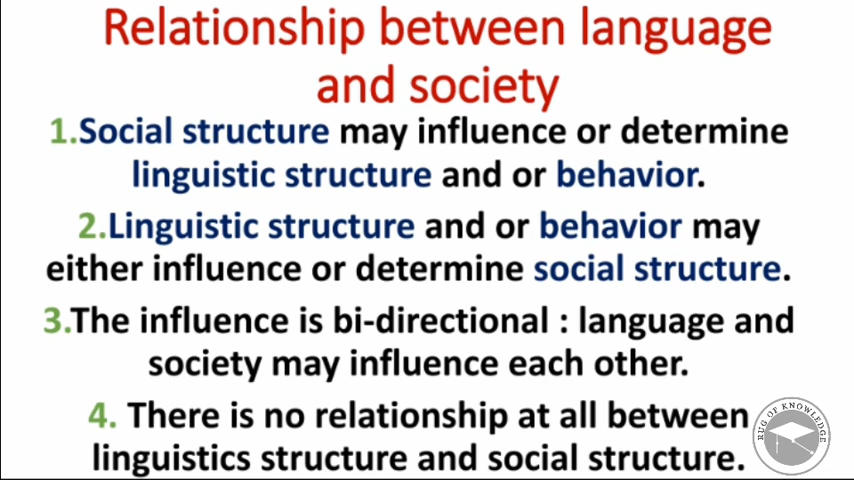 Relationship between language
and society
1.Social structure may influence or determine
linguistic structure and or behavior.
2.Linguistic structure and or behavior may
either influence or determine social structure.
3.The influence is bi-directional : language and
society may influence each other.
4. There is no relationship at all between
linguistics structure and social structure.
RUG OF KNOWLEDGE